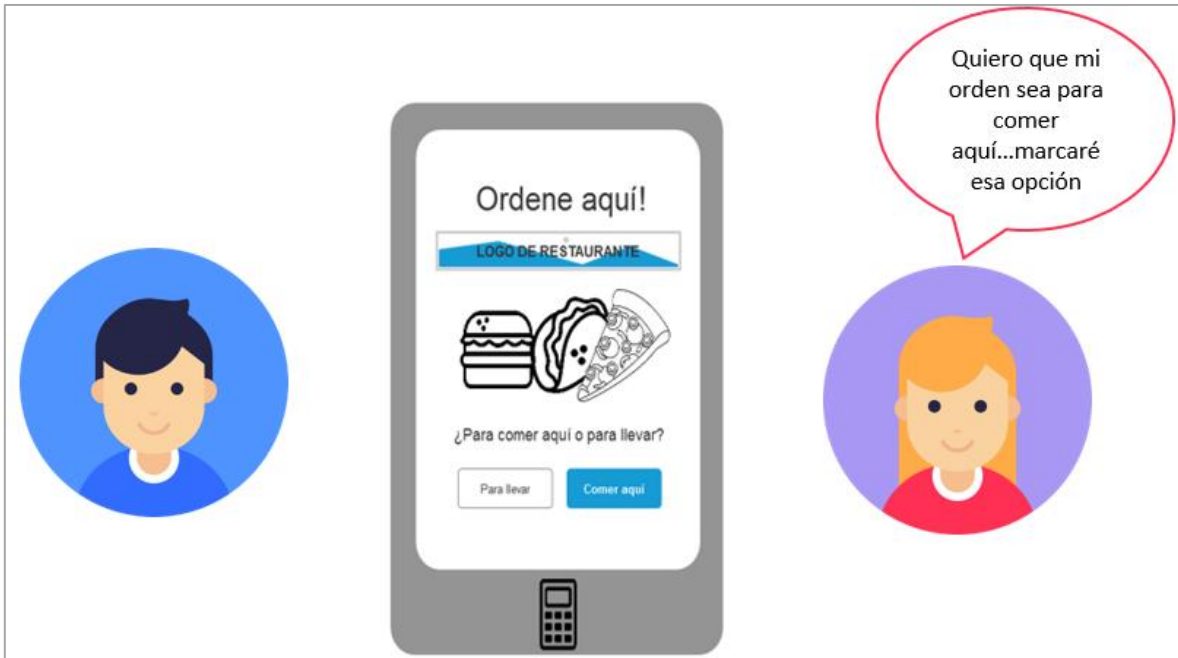 Quiero que mi
orden sea para
comer
aquí...marcaré
esa opción
Ordene aquí!
LOGO DE RESTAURANTE
¿Para comer aquí o para llevar?
Para llevar
Comer aquí